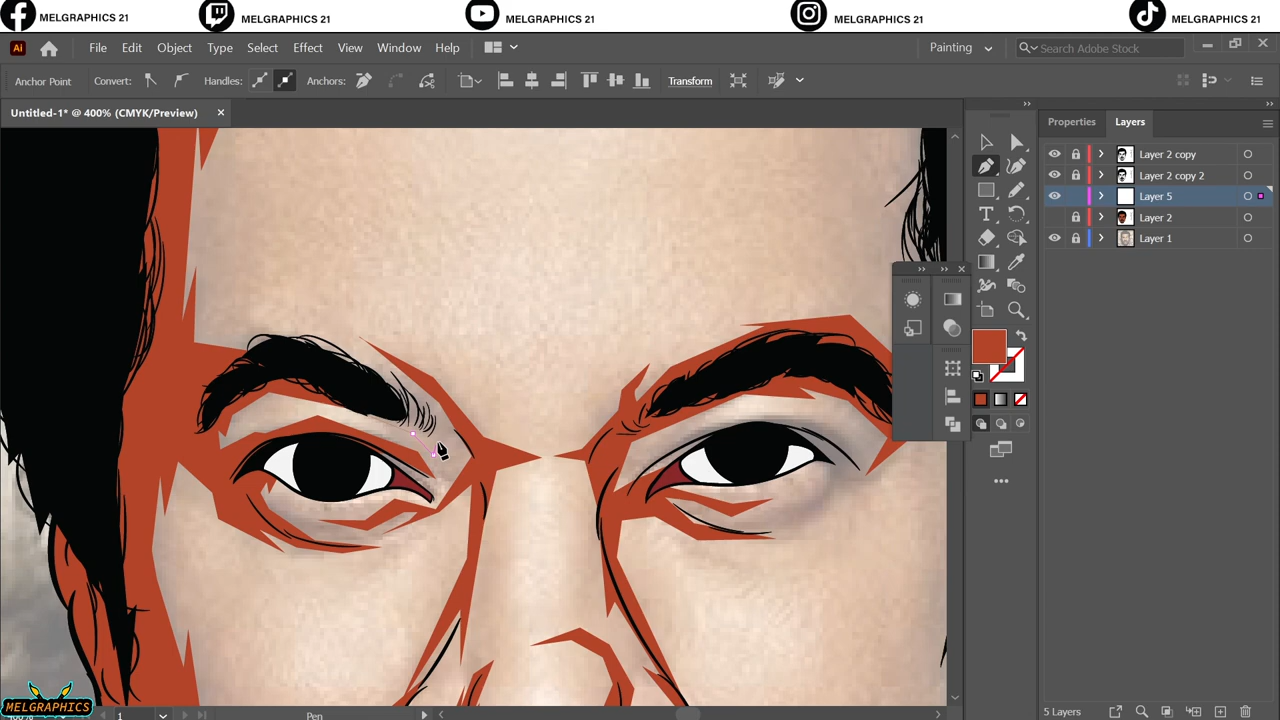 MELGRAPHICS 21 MELGRAPHICS 21 MELGRAPHICS 21 MELGRAPHICS 21 MELGRAPHICS 21
Ai File Edit Object Type Select Effect View Window Help Painting Search Adobe Stock
Anchor Point Convert: Handles: Anchors: Transform
Untitled-1* @ 400% (CMYK/Preview)
Properties Layers
Layer 2 copy
Layer 2 copy 2
Layer 5
Layer 2
Layer 1
MELGRAPHICS
1 Pen 5 Layers